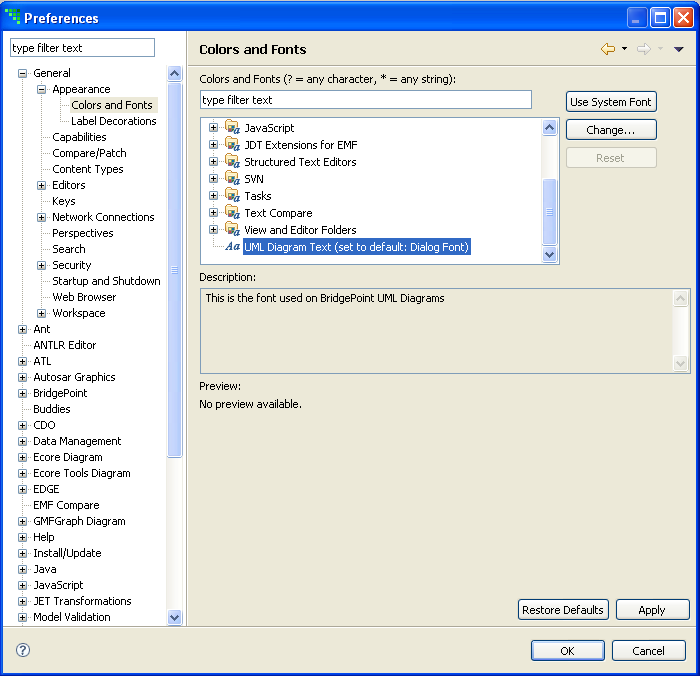 Preferences
type filter text
General
Appearance
Colors and Fonts
Label Decorations
Capabilities
Compare/Patch
Content Types
Editors
Keys
Network Connections
Perspectives
Search
Security
Startup and Shutdown
Web Browser
Workspace
Ant
ANTLR Editor
ATL
Autosar Graphics
BridgePoint
Buddies
CDO
Data Management
Ecore Diagram
Ecore Tools Diagram
EDGE
EMF Compare
GMFGraph Diagram
Help
Install/Update
Java
JavaScript
JET Transformations
Model Validation
Colors and Fonts
Colors and Fonts (? = any character, * = any string):
type filter text
JavaScript
JDT Extensions for EMF
Structured Text Editors
SVN
Tasks
Text Compare
View and Editor Folders
Aa UML Diagram Text (set to default: Dialog Font)
Use System Font
Change...
Reset
Description:
This is the font used on BridgePoint UML Diagrams
Preview:
No preview available.
Restore Defaults
Apply
?
OK
Cancel